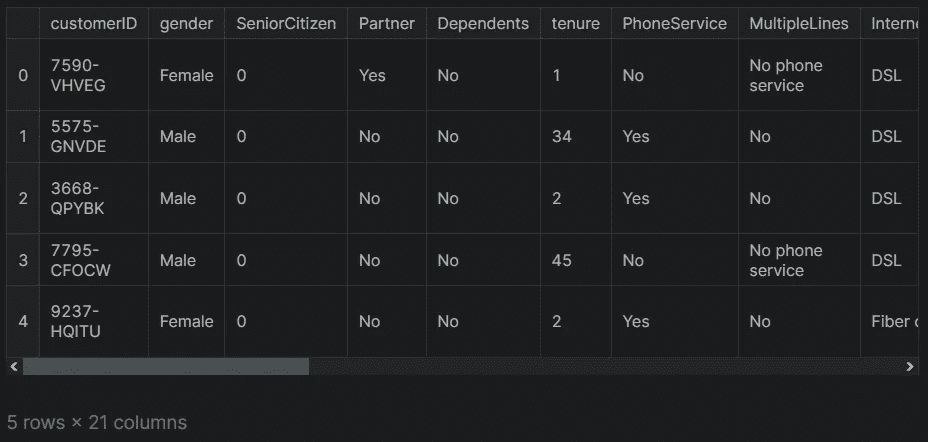 customerID gender SeniorCitizen Partner Dependents tenure PhoneService MultipleLines Interne
0 7590-VHVEG Female 0 Yes No 1 No No phone service DSL
1 5575-GNVDE Male 0 No No 34 Yes No DSL
2 3668-QPYBK Male 0 No No 2 Yes No DSL
3 7795-CFOCW Male 0 No No 45 No No phone service DSL
4 9237-HQITU Female 0 No No 2 Yes No Fiber
5 rows × 21 columns